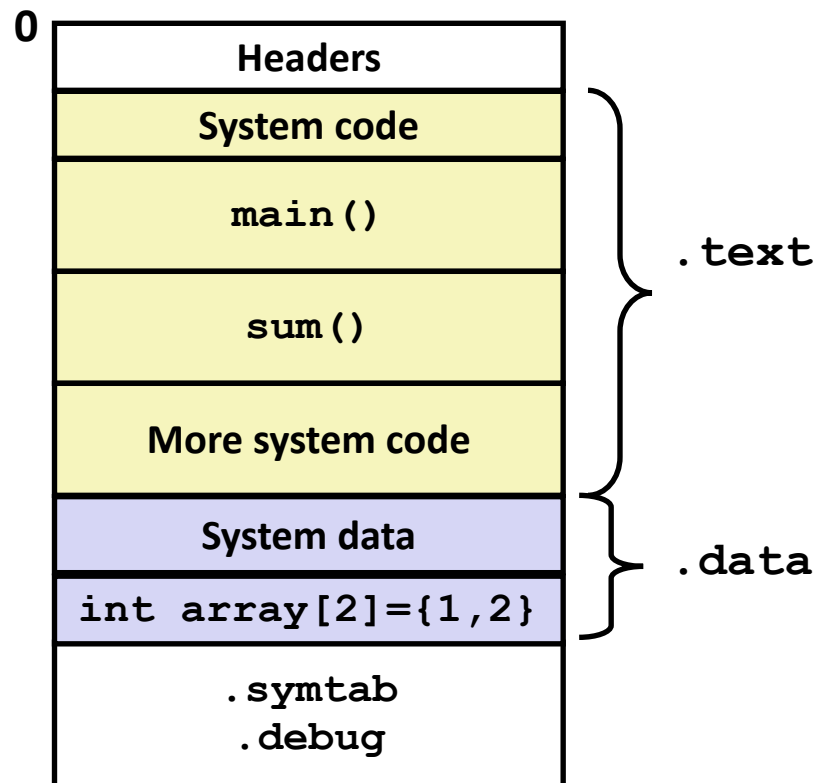 0
Headers
System code
main()
sum()
More system code
.text
System data
int array[2]={1,2}
.data
.symtab
.debug